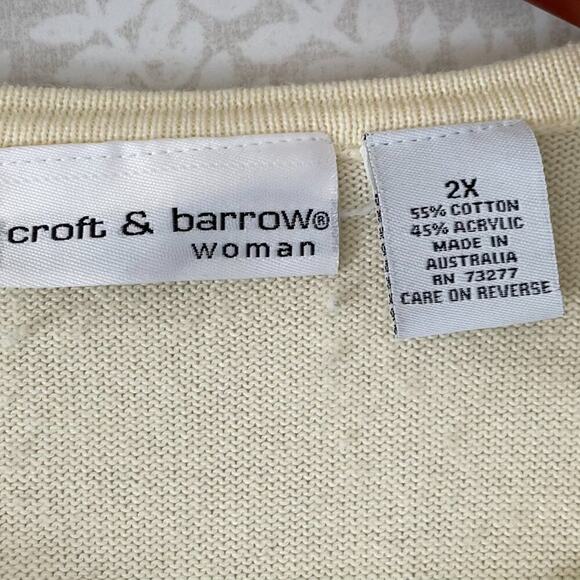 croft & barrow®
woman
2X
55% COTTON
45% ACRYLIC
MADE IN
AUSTRALIA
RN 73277
CARE ON REVERSE